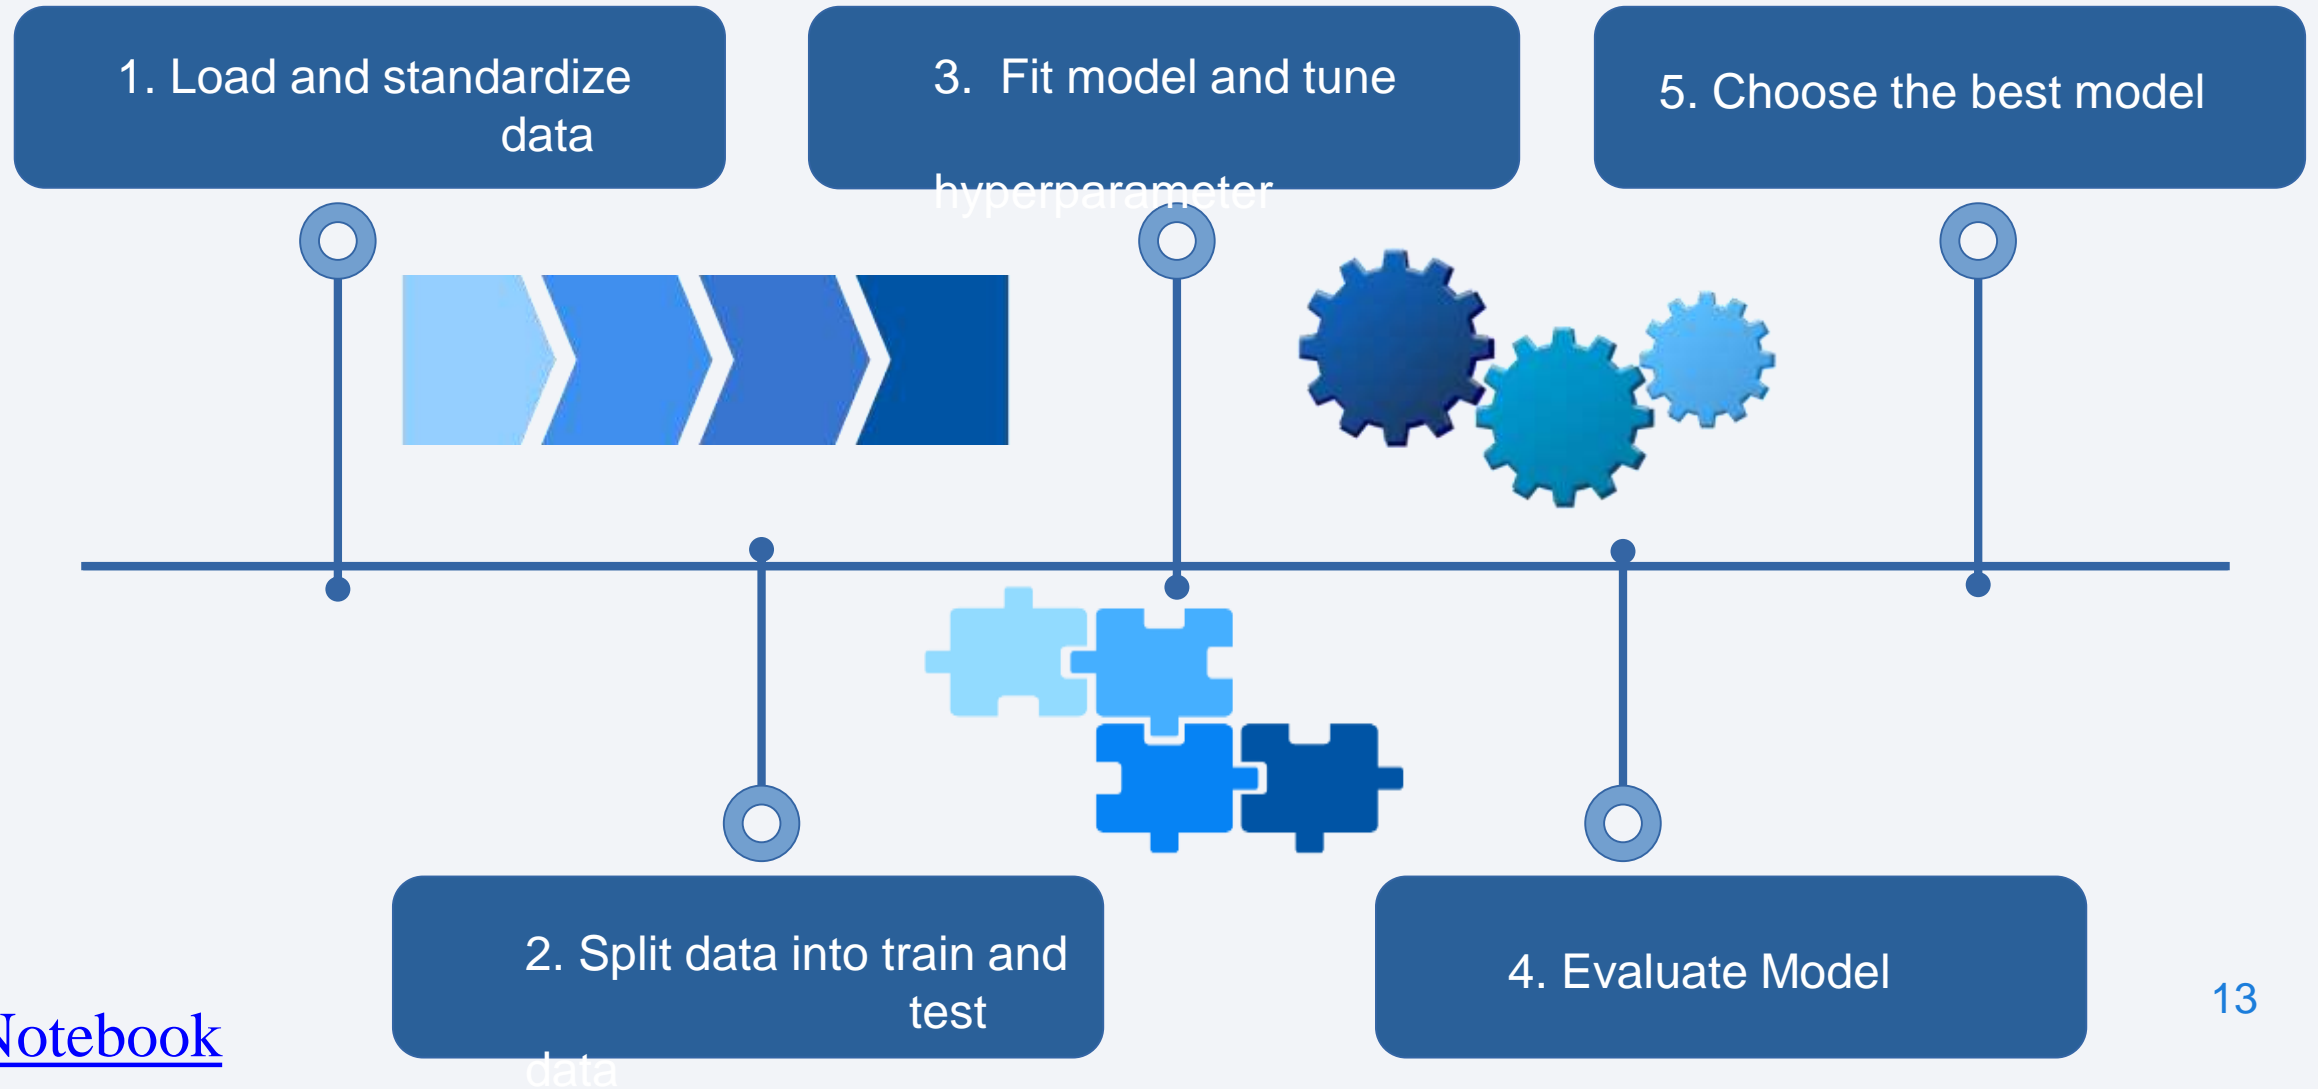 1. Load and standardize
data
3. Fit model and tune
hyperparameter
5. Choose the best model
2. Split data into train and
test
data
4. Evaluate Model
Notebook
13